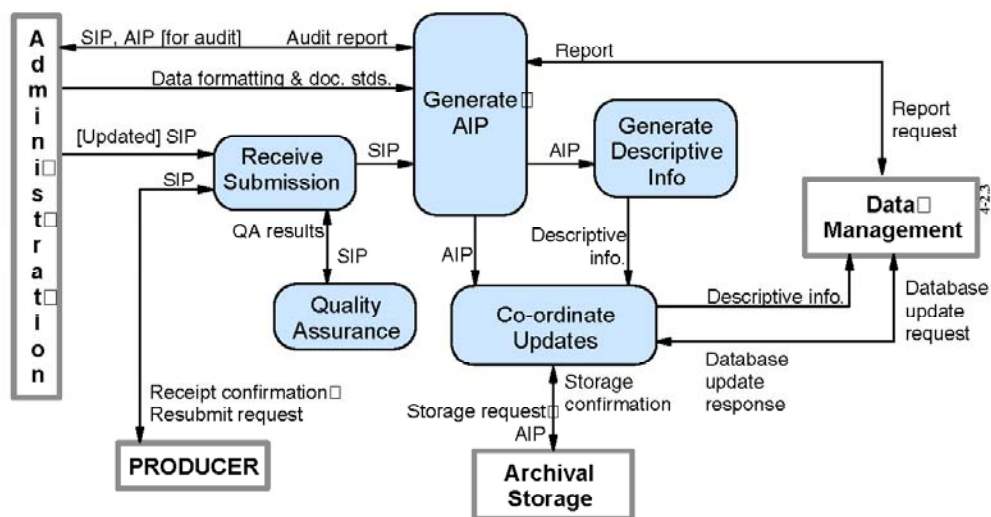 Administration
SIP, AIP [for audit]
Audit report
Data formatting & doc. stds.
[Updated] SIP
SIP
Receive
Submission
SIP
Generate
AIP
Report
AIP
Generate
Descriptive
Info
Report
request
Data
Management
4-2.3
QA results
SIP
Quality
Assurance
AIP
Descriptive
info.
Co-ordinate
Updates
Descriptive info.
Database
update
request
Database
update
response
Receipt confirmation
Resubmit request
PRODUCER
Storage request
AIP
Storage
confirmation
Archival
Storage